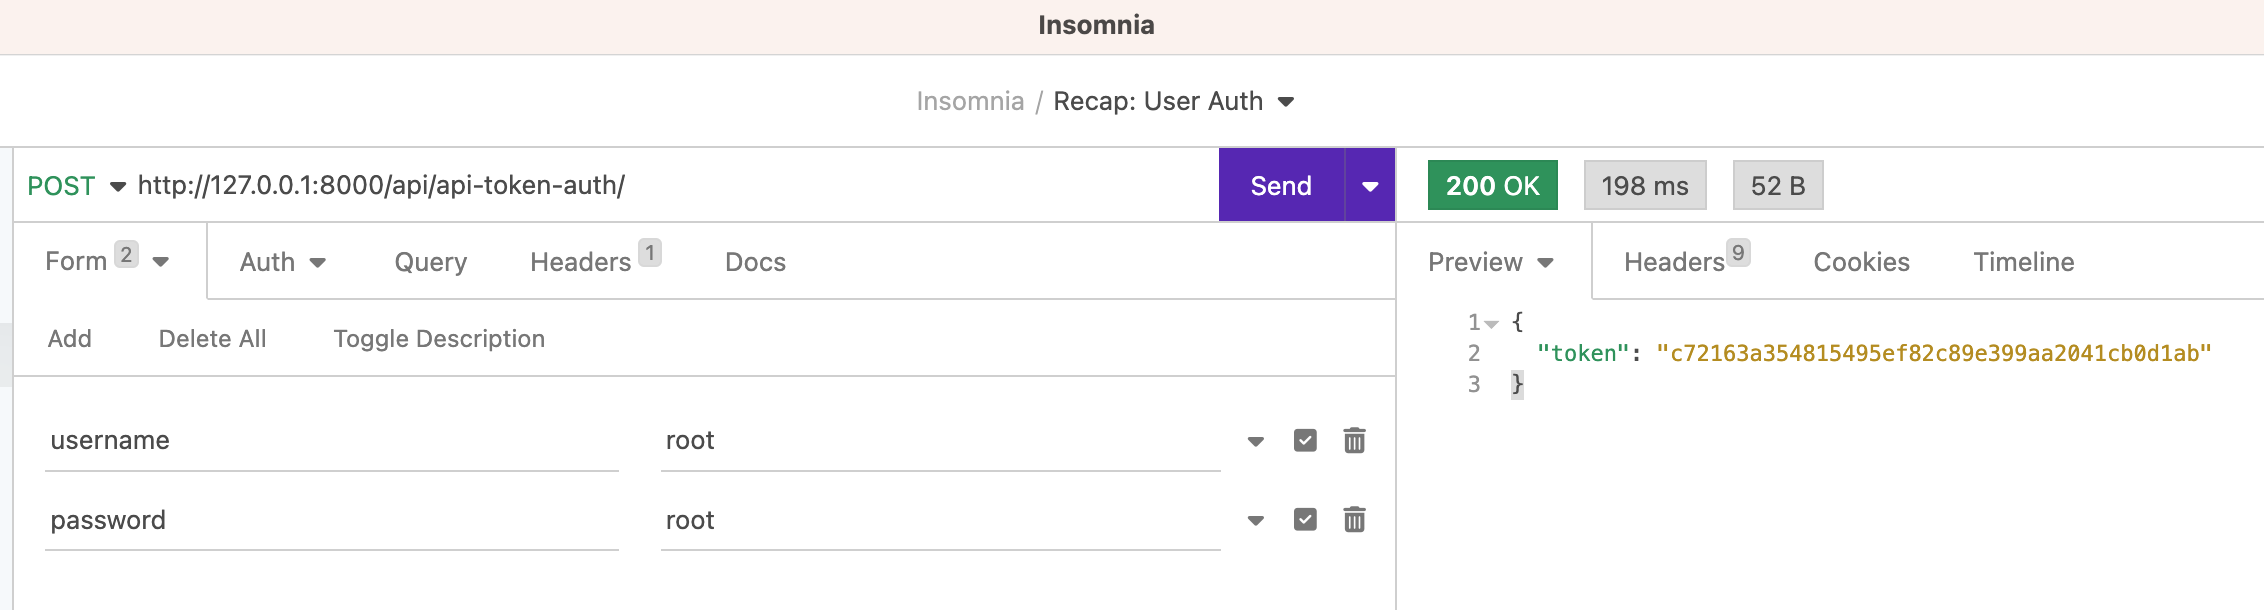 Insomnia
Insomnia / Recap: User Auth
POST http://127.0.0.1:8000/api/api-token-auth/ Send 200 OK 198 ms 52 B
Form 2 Auth Query Headers 1 Docs Preview Headers 9 Cookies Timeline
Add Delete All Toggle Description
1 {
2 "token": "c72163a354815495ef82c89e399aa2041cb0d1ab"
3 }
username root
password root